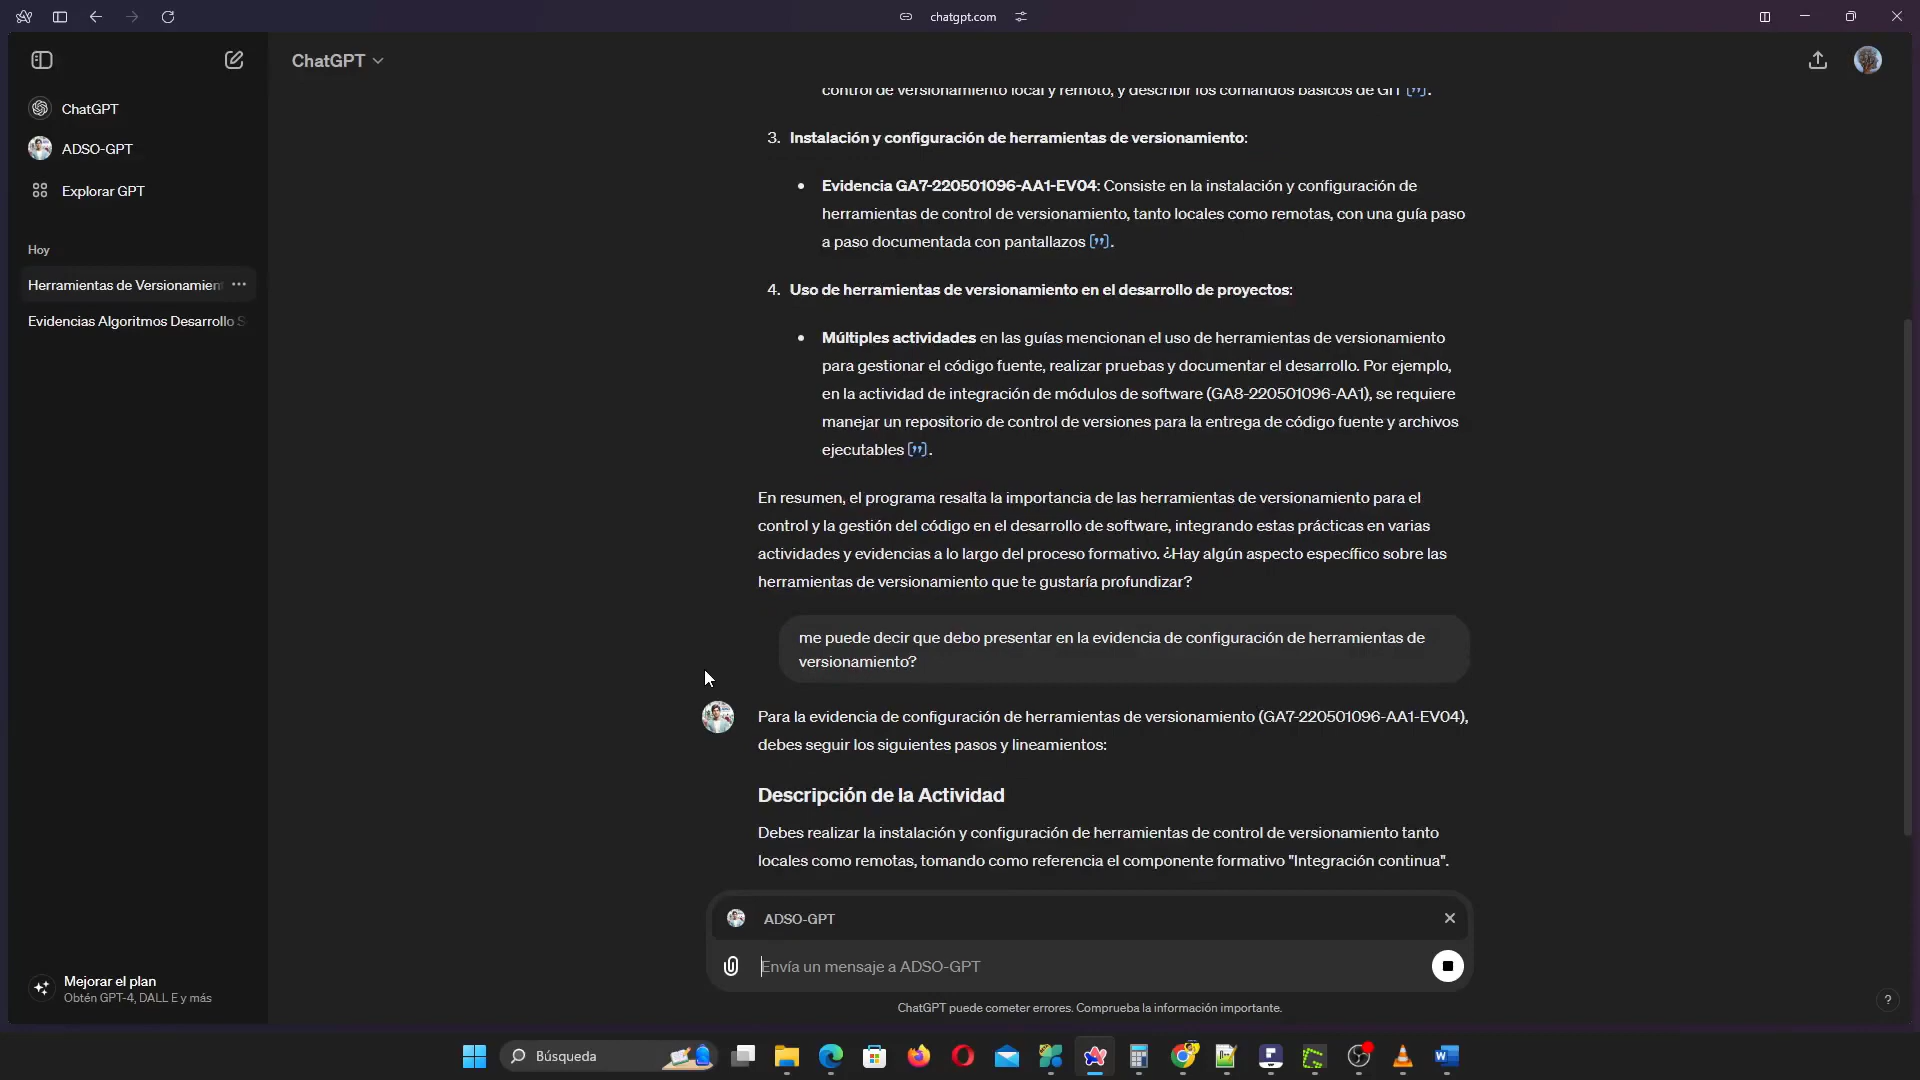 chatgpt.com
ChatGPT
ChatGPT
ADSO-GPT
Explorar GPT
Hoy
Herramientas de Versionamien
Evidencias Algoritmos Desarrollo S
Mejorar el plan
Obtén GPT-4, DALL E y más
control de versionamiento local y remoto, y describir los comandos básicos de GIT ["].
3. Instalación y configuración de herramientas de versionamiento:
• Evidencia GA7-220501096-AA1-EV04: Consiste en la instalación y configuración de
herramientas de control de versionamiento, tanto locales como remotas, con una guía paso
a paso documentada con pantallazos ["].
4. Uso de herramientas de versionamiento en el desarrollo de proyectos:
• Múltiples actividades en las guías mencionan el uso de herramientas de versionamiento
para gestionar el código fuente, realizar pruebas y documentar el desarrollo. Por ejemplo,
en la actividad de integración de módulos de software (GA8-220501096-AA1), se requiere
manejar un repositorio de control de versiones para la entrega de código fuente y archivos
ejecutables ["].
En resumen, el programa resalta la importancia de las herramientas de versionamiento para el
control y la gestión del código en el desarrollo de software, integrando estas prácticas en varias
actividades y evidencias a lo largo del proceso formativo. ¿Hay algún aspecto específico sobre las
herramientas de versionamiento que te gustaría profundizar?
me puede decir que debo presentar en la evidencia de configuración de herramientas de
versionamiento?
Para la evidencia de configuración de herramientas de versionamiento (GA7-220501096-AA1-EV04),
debes seguir los siguientes pasos y lineamientos:
Descripción de la Actividad
Debes realizar la instalación y configuración de herramientas de control de versionamiento tanto
locales como remotas, tomando como referencia el componente formativo "Integración continua".
ADSO-GPT
Envía un mensaje a ADSO-GPT
ChatGPT puede cometer errores. Comprueba la información importante.
?
Búsqueda